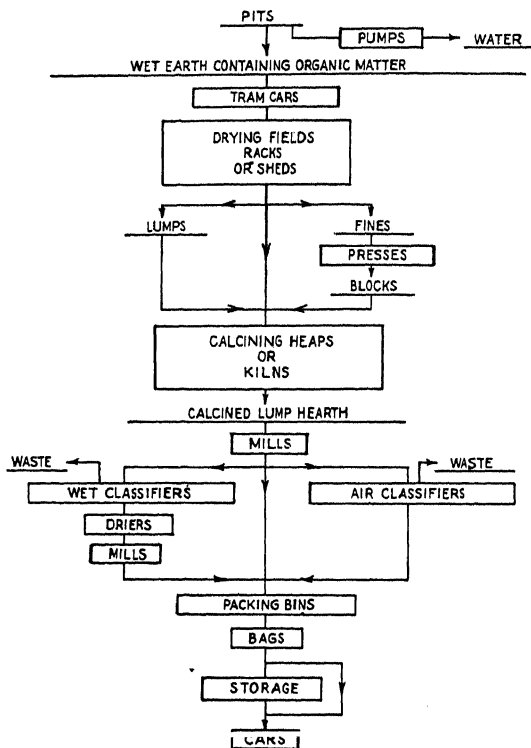 PITS
PUMPS
WATER
WET EARTH CONTAINING ORGANIC MATTER
TRAM CARS
DRYING FIELDS
RACKS
OR SHEDS
LUMPS
FINES
PRESSES
BLOCKS
CALCINING HEAPS
OR
KILNS
CALCINED LUMP HEARTH
MILLS
WASTE
WASTE
WET CLASSIFIERS
AIR CLASSIFIERS
DRIERS
MILLS
PACKING BINS
BAGS
STORAGE
CARS